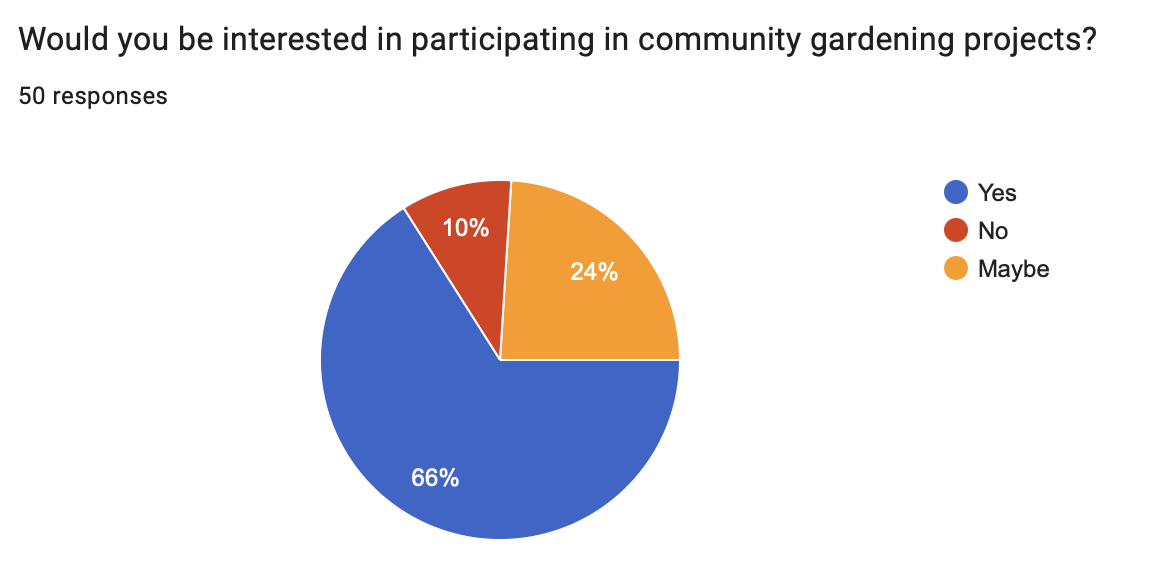 Would you be interested in participating in community gardening projects?
50 responses
10%
24%
66%
Yes
No
Maybe